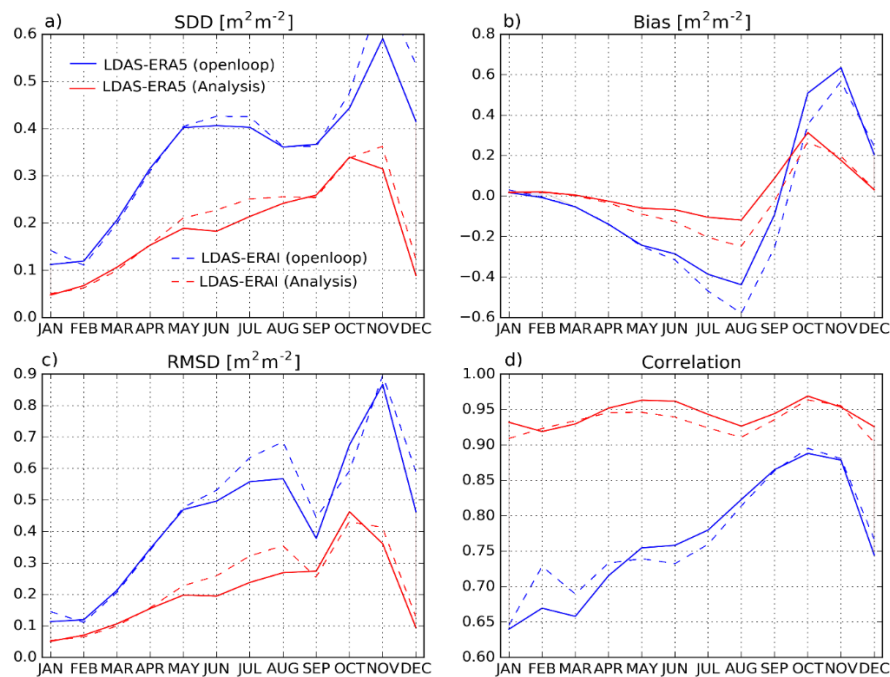 a) SDD [m²m⁻²]
0.6
0.5
0.4
0.3
0.2
0.1
0.0
LDAS-ERA5 (openloop)
LDAS-ERA5 (Analysis)
LDAS-ERAI (openloop)
LDAS-ERAI (Analysis)
JAN FEB MAR APR MAY JUN JUL AUG SEP OCT NOV DEC
b) Bias [m²m⁻²]
0.8
0.6
0.4
0.2
0.0
−0.2
−0.4
−0.6
JAN FEB MAR APR MAY JUN JUL AUG SEP OCT NOV DEC
c) RMSD [m²m⁻²]
0.9
0.8
0.7
0.6
0.5
0.4
0.3
0.2
0.1
0.0
JAN FEB MAR APR MAY JUN JUL AUG SEP OCT NOV DEC
d) Correlation
1.00
0.95
0.90
0.85
0.80
0.75
0.70
0.65
0.60
JAN FEB MAR APR MAY JUN JUL AUG SEP OCT NOV DEC